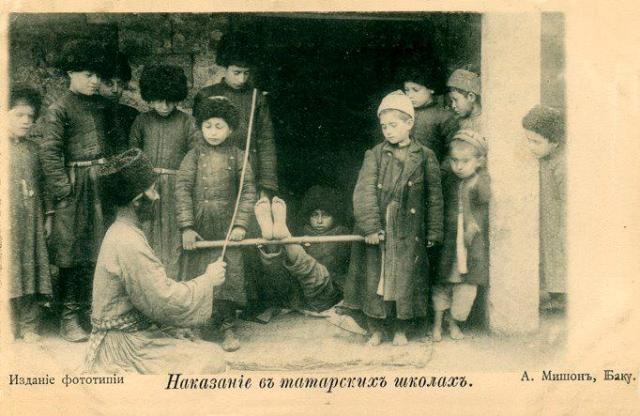 Изданіе фототипіи
Наказаніе въ татарскихъ школахъ.
А. Мишонъ, Баку.